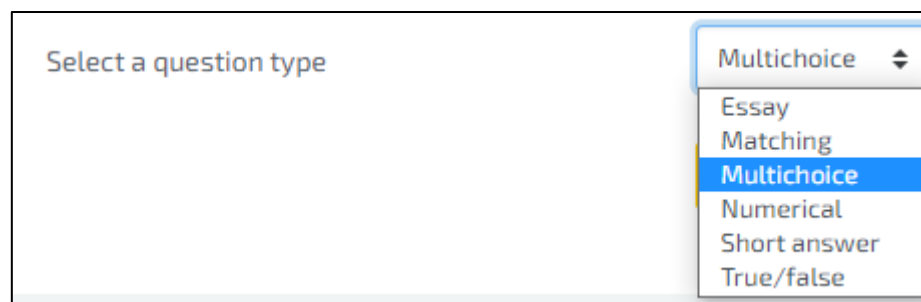 Select a question type
Multichoice
Essay
Matching
Multichoice
Numerical
Short answer
True/false